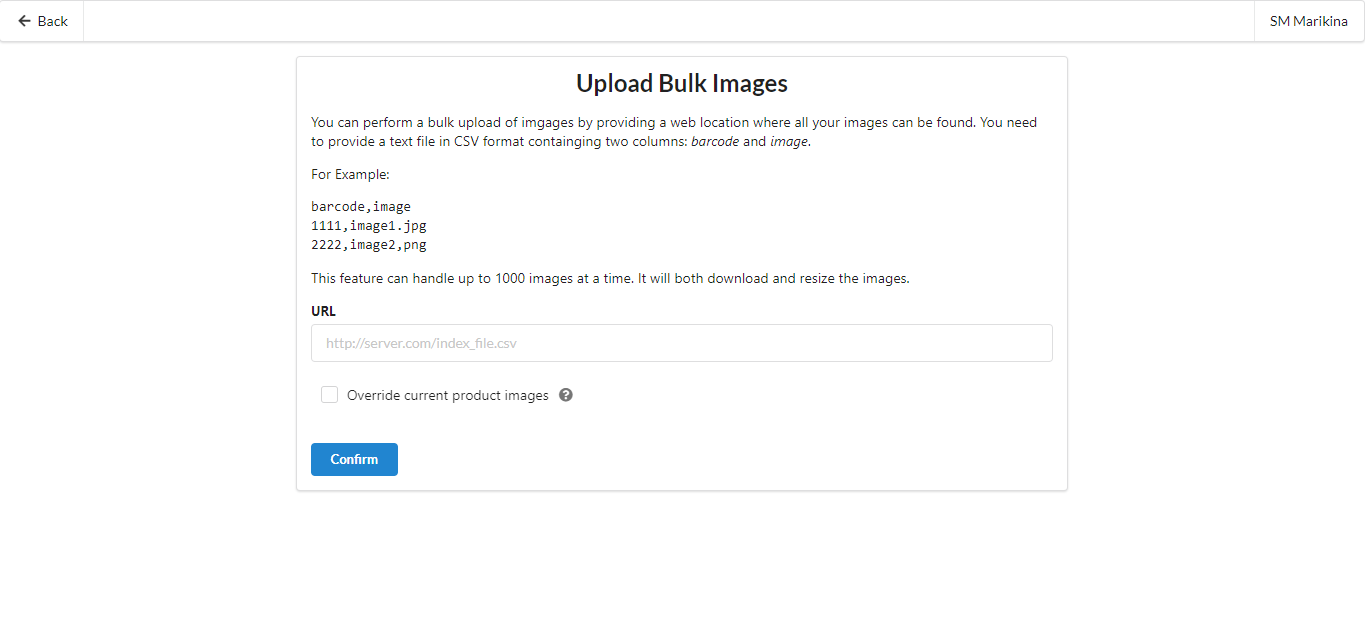 Back
SM Marikina
Upload Bulk Images
You can perform a bulk upload of imgages by providing a web location where all your images can be found. You need
to provide a text file in CSV format containging two columns: barcode and image.
For Example:
barcode,image
1111,image1.jpg
2222,image2,png
This feature can handle up to 1000 images at a time. It will both download and resize the images.
URL
http://server.com/index_file.csv
Override current product images
Confirm